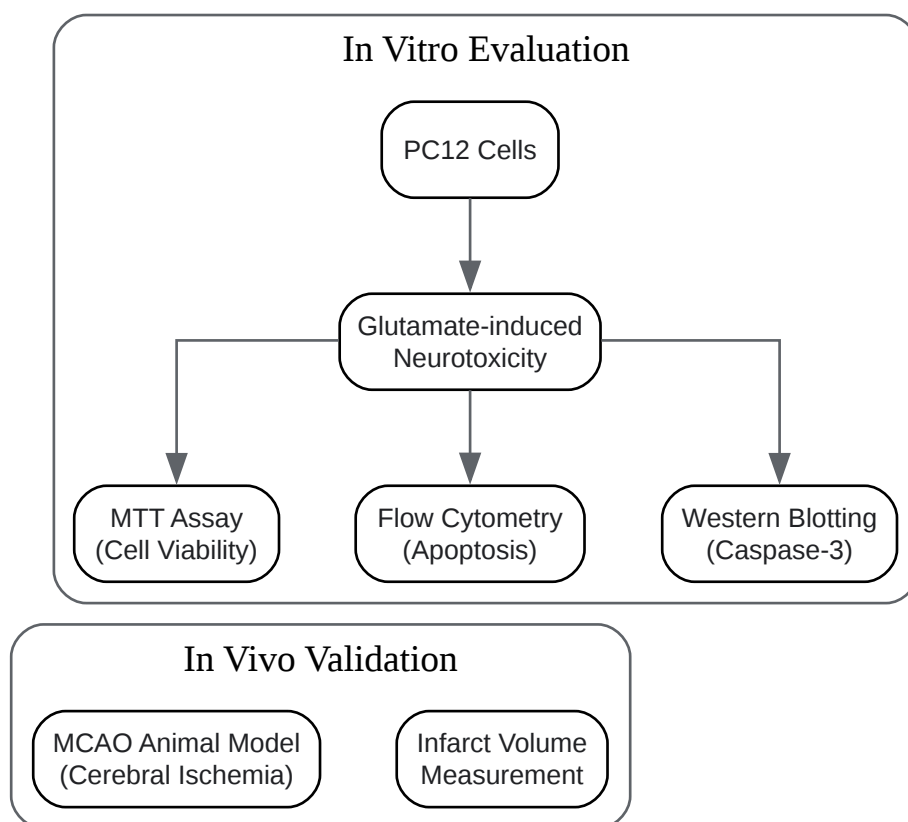 In Vitro Evaluation
PC12 Cells
Glutamate-induced
Neurotoxicity
MTT Assay
(Cell Viability)
Flow Cytometry
(Apoptosis)
Western Blotting
(Caspase-3)
In Vivo Validation
MCAO Animal Model
(Cerebral Ischemia)
Infarct Volume
Measurement